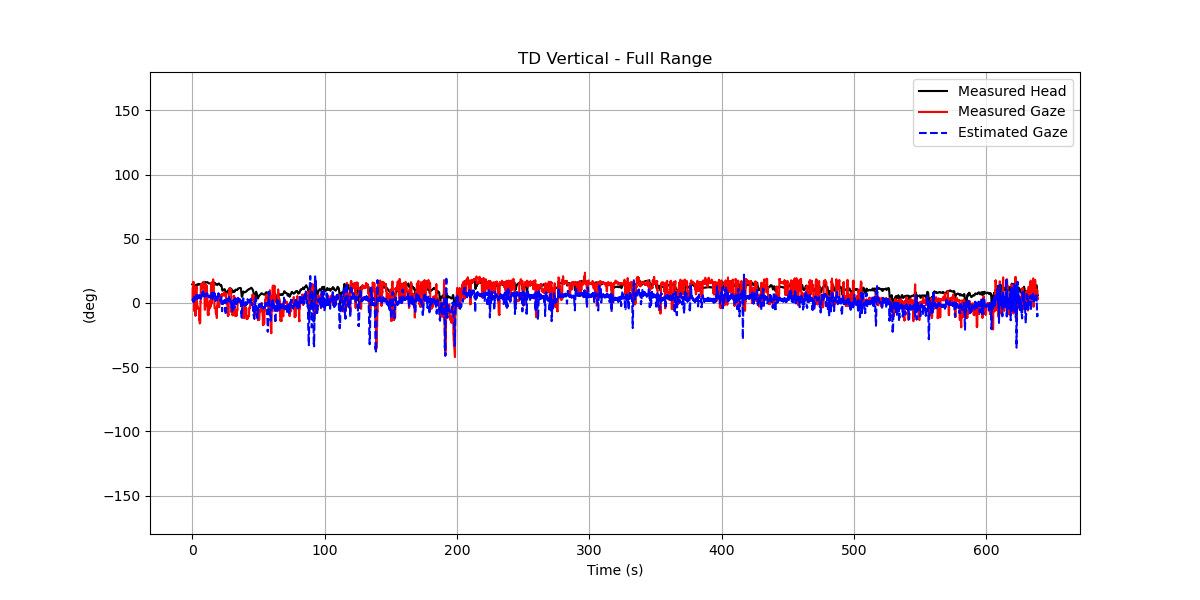 TD Vertical - Full Range
Measured Head
Measured Gaze
Estimated Gaze
150
100
50
0
−50
−100
−150
(deg)
0 100 200 300 400 500 600
Time (s)